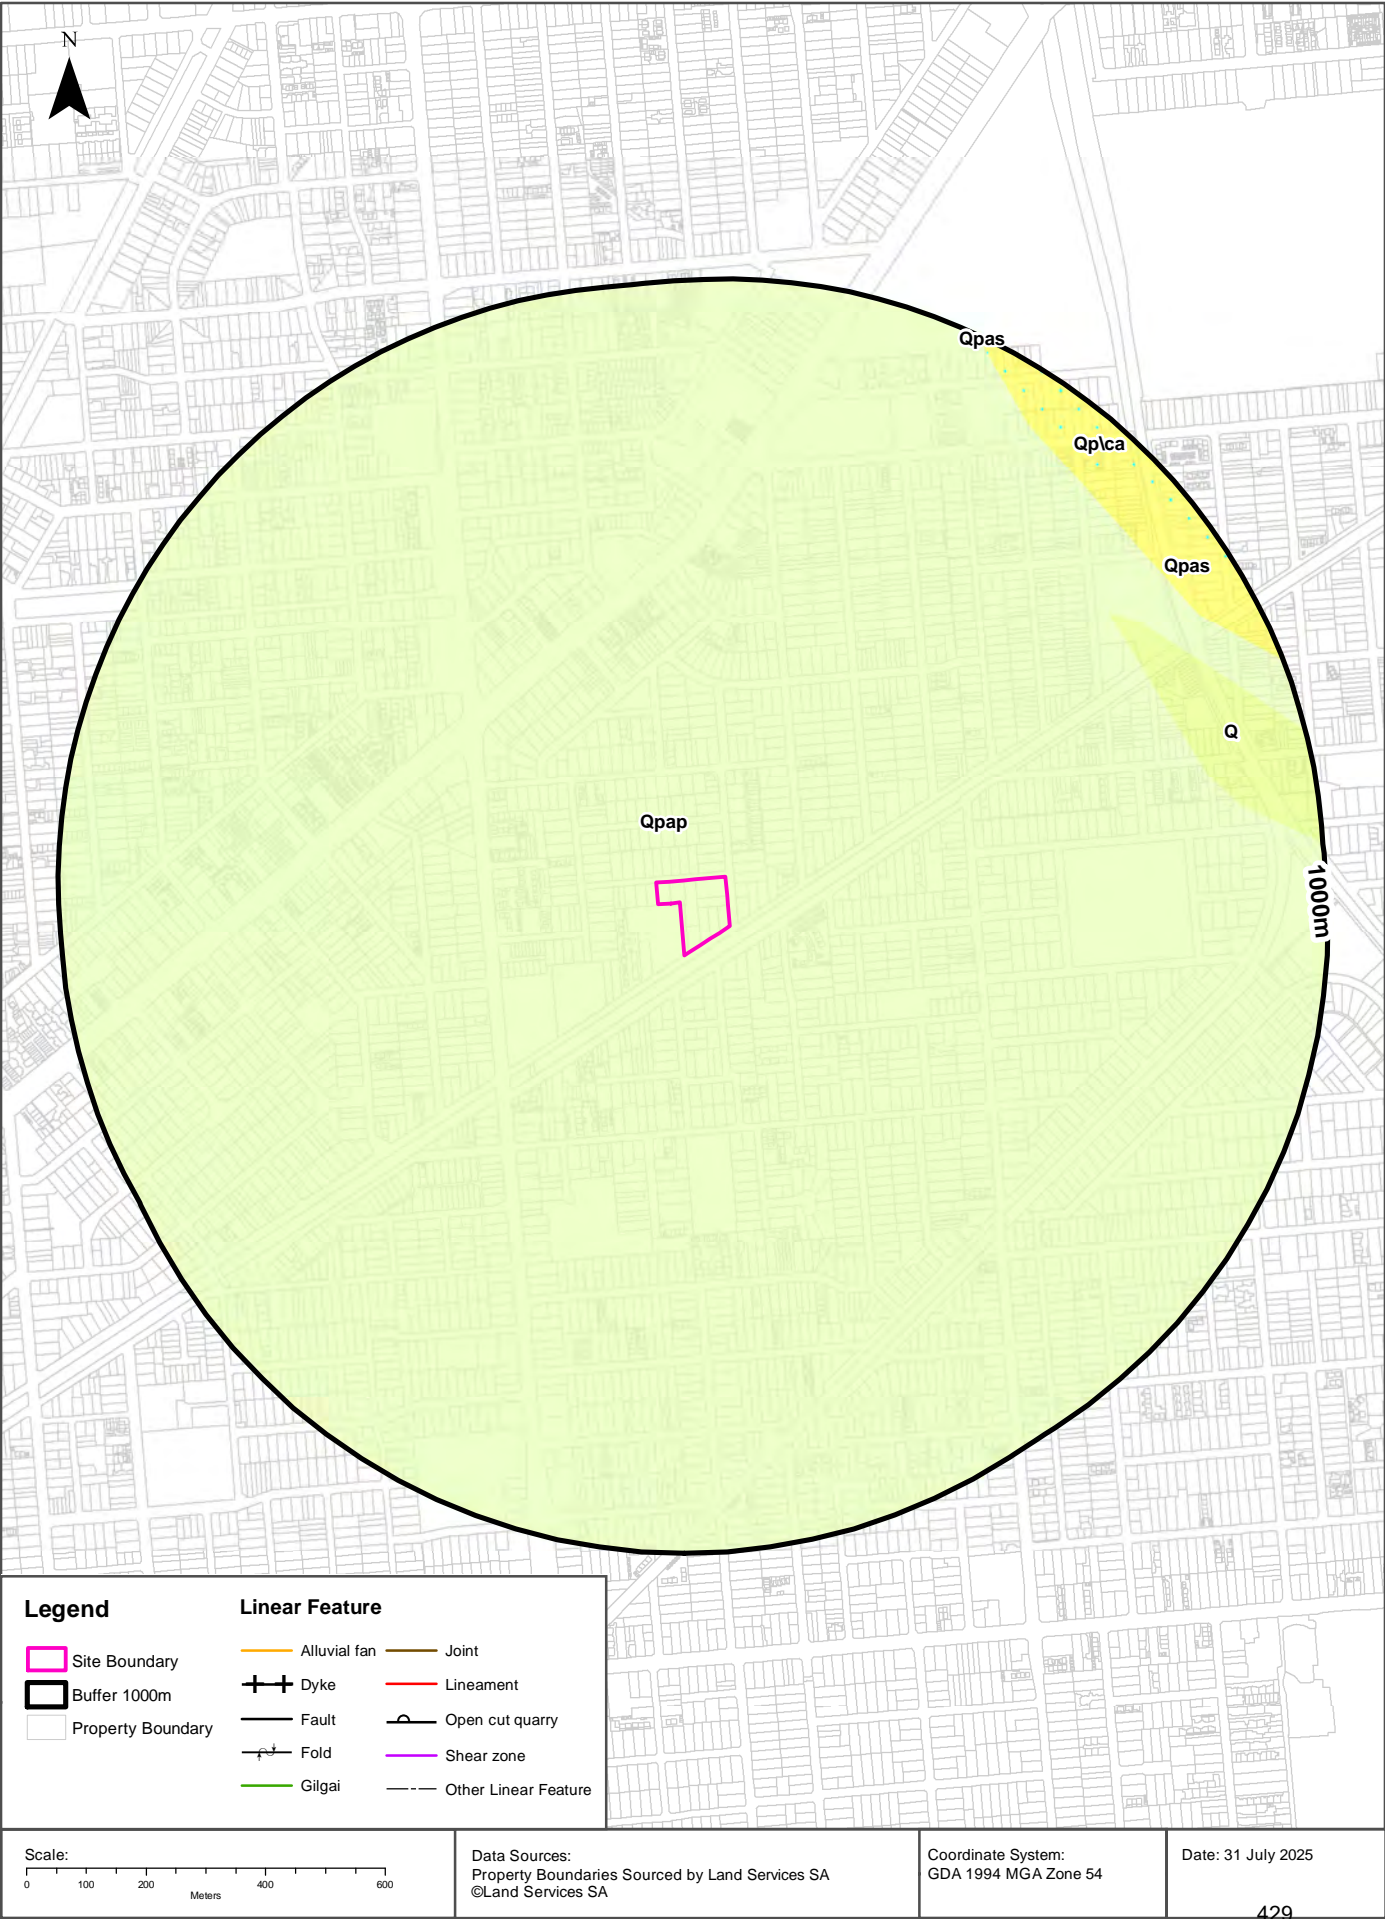 N
Qpas
Qp\ca
Qpas
Q
Qpap
1000m
Legend
Site Boundary
Buffer 1000m
Property Boundary
Linear Feature
Alluvial fan
Dyke
Fault
Fold
Gilgai
Joint
Lineament
Open cut quarry
Shear zone
Other Linear Feature
Scale:
0 100 200 400 600
Meters
Data Sources:
Property Boundaries Sourced by Land Services SA
©Land Services SA
Coordinate System:
GDA 1994 MGA Zone 54
Date: 31 July 2025
429